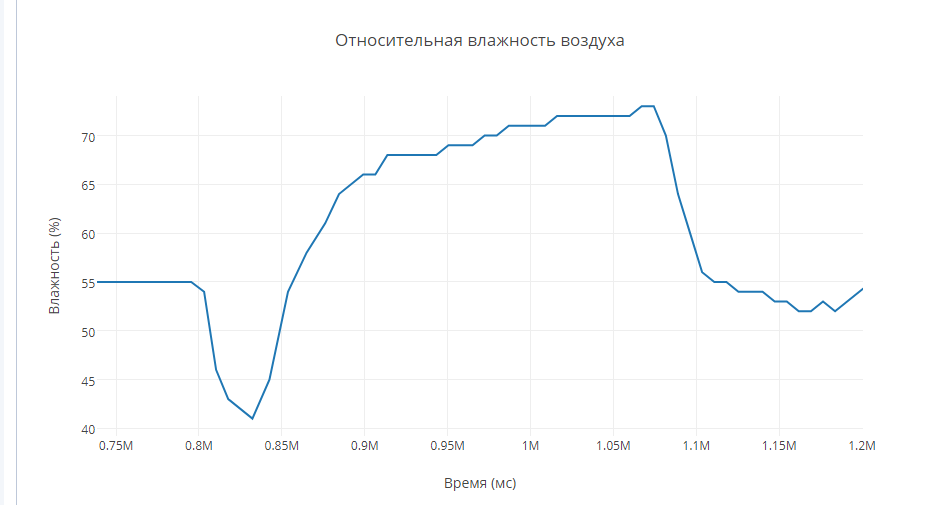 Относительная влажность воздуха
Влажность (%)
70
65
60
55
50
45
40
0.75M
0.8M
0.85M
0.9M
0.95M
1M
1.05M
1.1M
1.15M
1.2M
Время (мс)